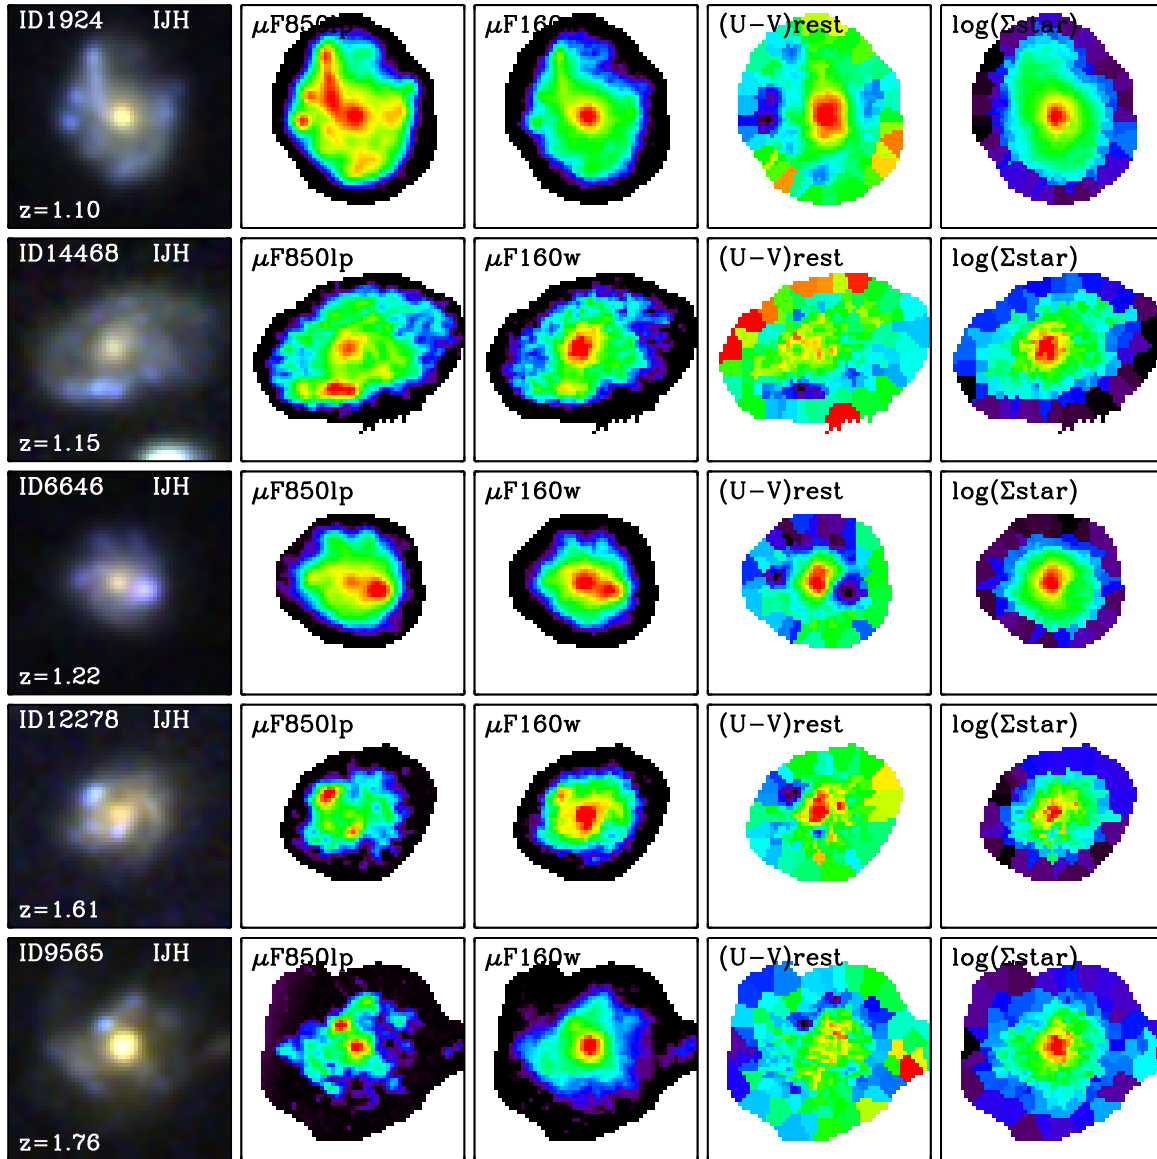 ID1924 IJH μF850lp μF160w (U−V)rest log(Σstar)
z=1.10
ID14468 IJH μF850lp μF160w (U−V)rest log(Σstar)
z=1.15
ID6646 IJH μF850lp μF160w (U−V)rest log(Σstar)
z=1.22
ID12278 IJH μF850lp μF160w (U−V)rest log(Σstar)
z=1.61
ID9565 IJH μF850lp μF160w (U−V)rest log(Σstar)
z=1.76